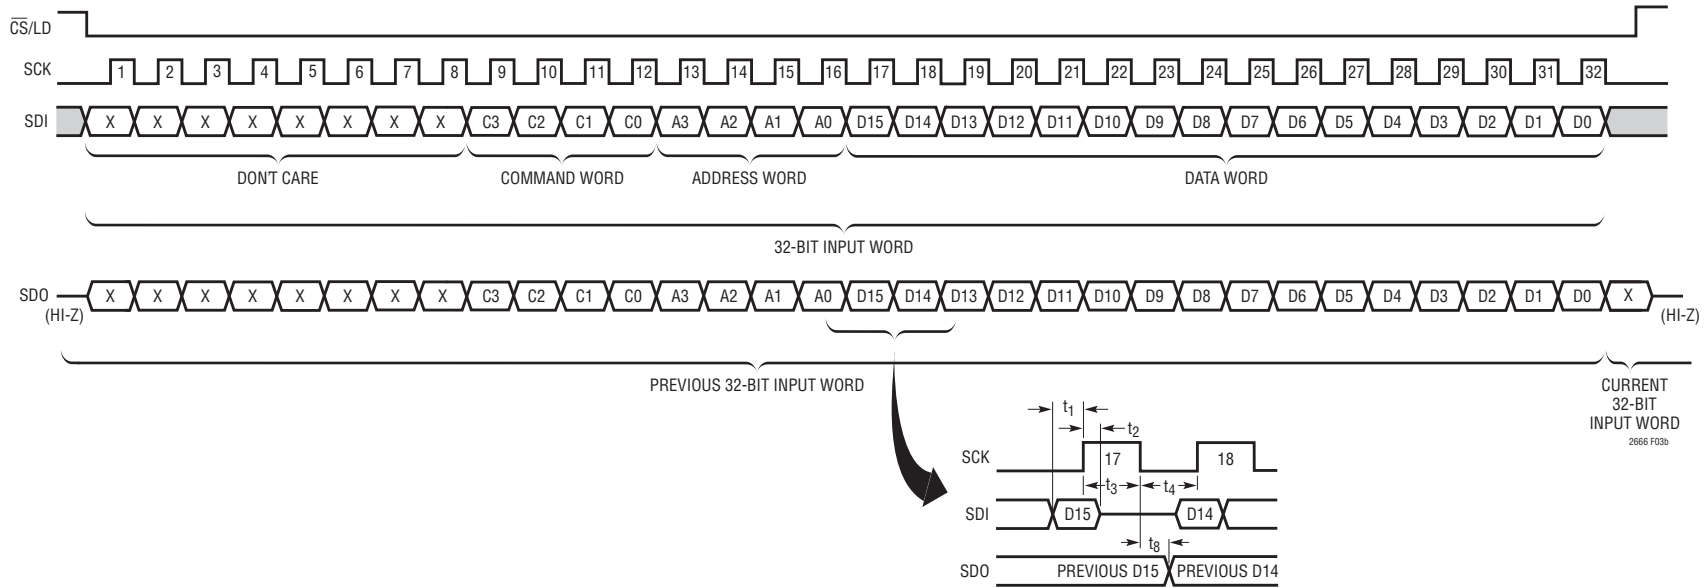 CS/LD
SCK 1 2 3 4 5 6 7 8 9 10 11 12 13 14 15 16 17 18 19 20 21 22 23 24 25 26 27 28 29 30 31 32
SDI X X X X X X X X C3 C2 C1 C0 A3 A2 A1 A0 D15 D14 D13 D12 D11 D10 D9 D8 D7 D6 D5 D4 D3 D2 D1 D0
DON'T CARE COMMAND WORD ADDRESS WORD DATA WORD
32-BIT INPUT WORD
SDO X X X X X X X X C3 C2 C1 C0 A3 A2 A1 A0 D15 D14 D13 D12 D11 D10 D9 D8 D7 D6 D5 D4 D3 D2 D1 D0 X
(HI-Z) (HI-Z)
PREVIOUS 32-BIT INPUT WORD
CURRENT
32-BIT
INPUT WORD
2666 F03b
t1
t2
SCK 17 18
t3 t4
SDI D15 D14
t8
SDO PREVIOUS D15 PREVIOUS D14